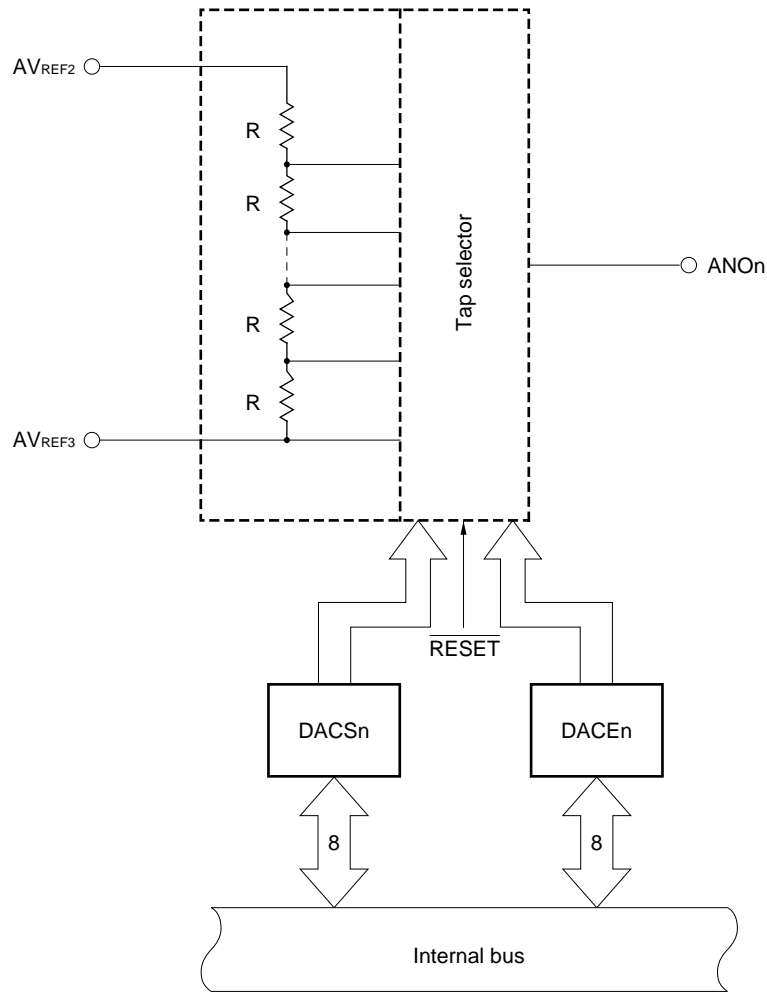 AVREF2
R
R
Tap selector
ANOn
R
R
AVREF3
RESET
DACSn
DACEn
8
8
Internal bus